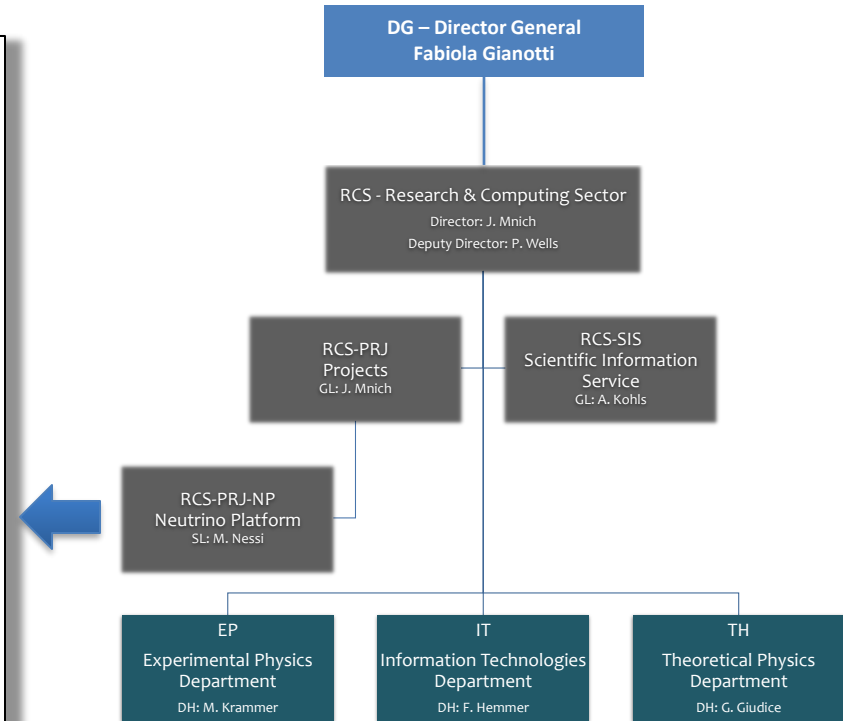 DG – Director General
Fabiola Gianotti
RCS - Research & Computing Sector
Director: J. Mnich
Deputy Director: P. Wells
RCS-PRJ
Projects
GL: J. Mnich
RCS-SIS
Scientific Information
Service
GL: A. Kohls
RCS-PRJ-NP
Neutrino Platform
SL: M. Nessi
EP
Experimental Physics
Department
DH: M. Krammer
IT
Information Technologies
Department
DH: F. Hemmer
TH
Theoretical Physics
Department
DH: G. Giudice